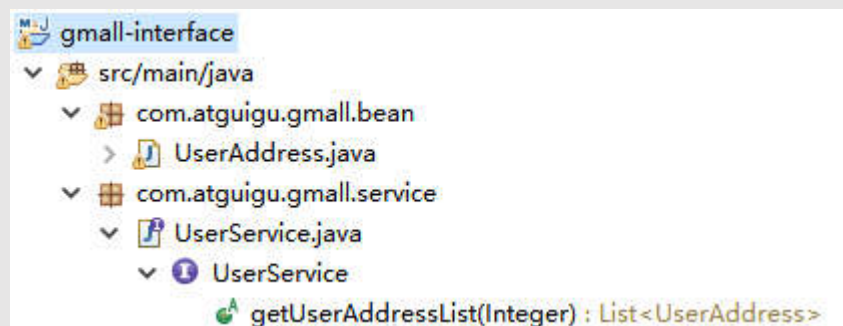 gmall-interface
src/main/java
com.atguigu.gmall.bean
UserAddress.java
com.atguigu.gmall.service
UserService.java
UserService
getUserAddressList(Integer) : List<UserAddress>